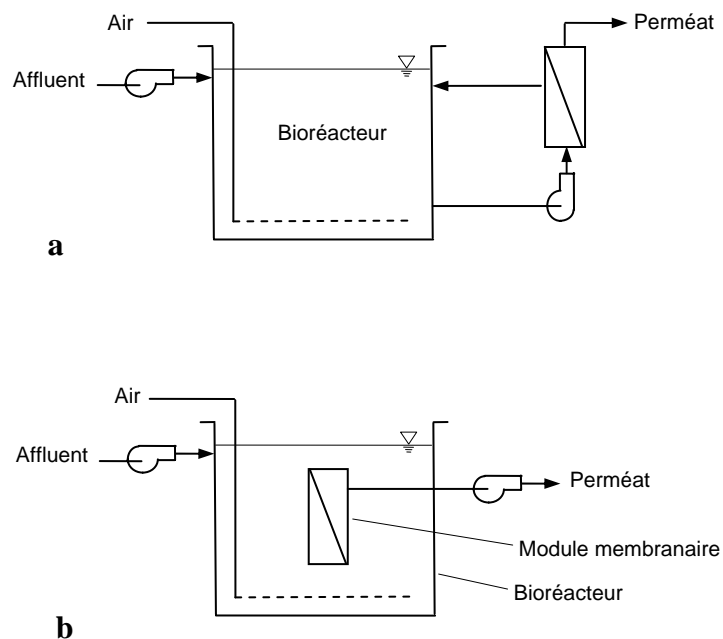 Air
Perméat
Affluent
Bioréacteur
a
Air
Affluent
Perméat
Module membranaire
Bioréacteur
b